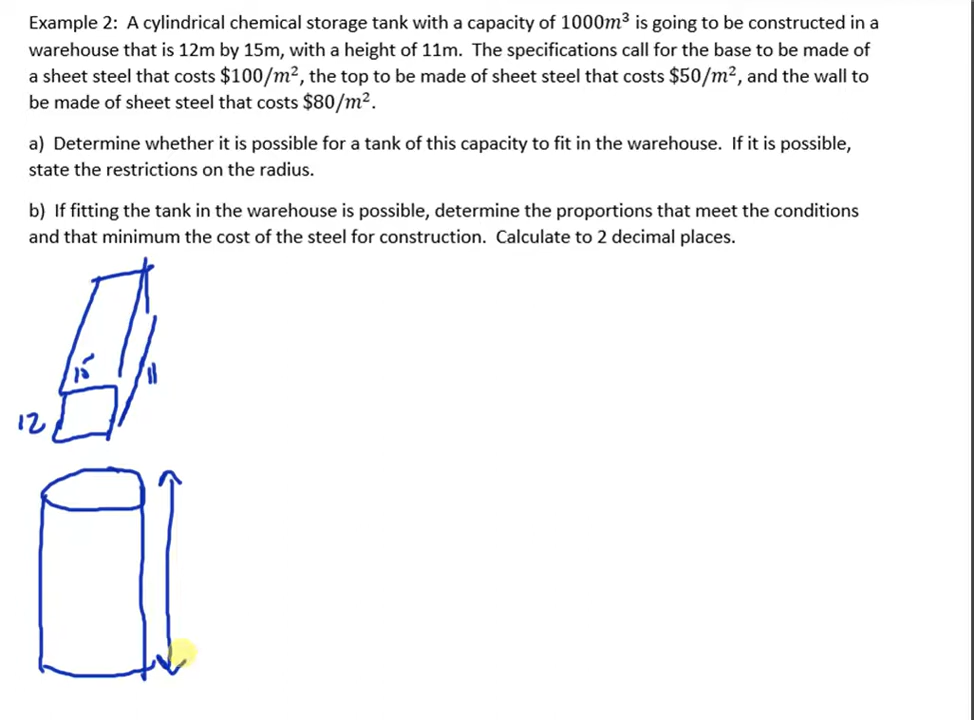 Example 2: A cylindrical chemical storage tank with a capacity of 1000m³ is going to be constructed in a
warehouse that is 12m by 15m, with a height of 11m. The specifications call for the base to be made of
a sheet steel that costs $100/m², the top to be made of sheet steel that costs $50/m², and the wall to
be made of sheet steel that costs $80/m².
a) Determine whether it is possible for a tank of this capacity to fit in the warehouse. If it is possible,
state the restrictions on the radius.
b) If fitting the tank in the warehouse is possible, determine the proportions that meet the conditions
and that minimum the cost of the steel for construction. Calculate to 2 decimal places.
15
11
12